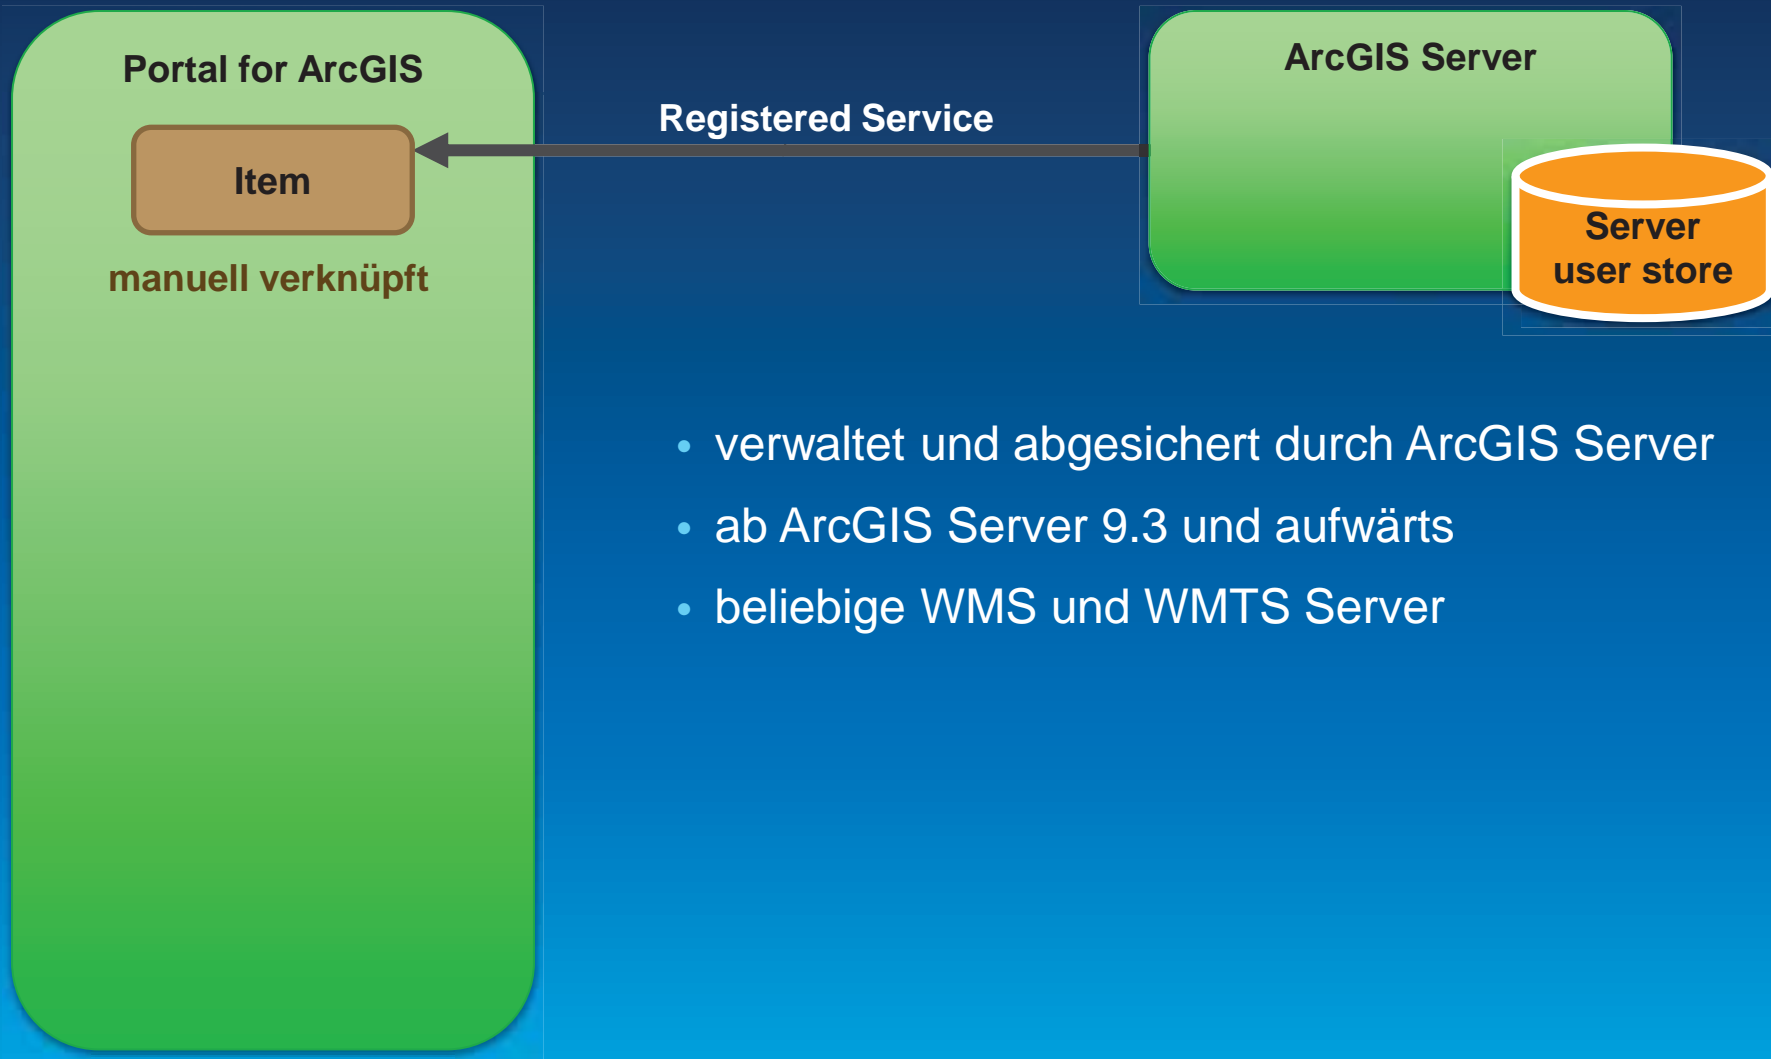 Portal for ArcGIS
Item
manuell verknüpft
Registered Service
ArcGIS Server
Server
user store
• verwaltet und abgesichert durch ArcGIS Server
• ab ArcGIS Server 9.3 und aufwärts
• beliebige WMS und WMTS Server